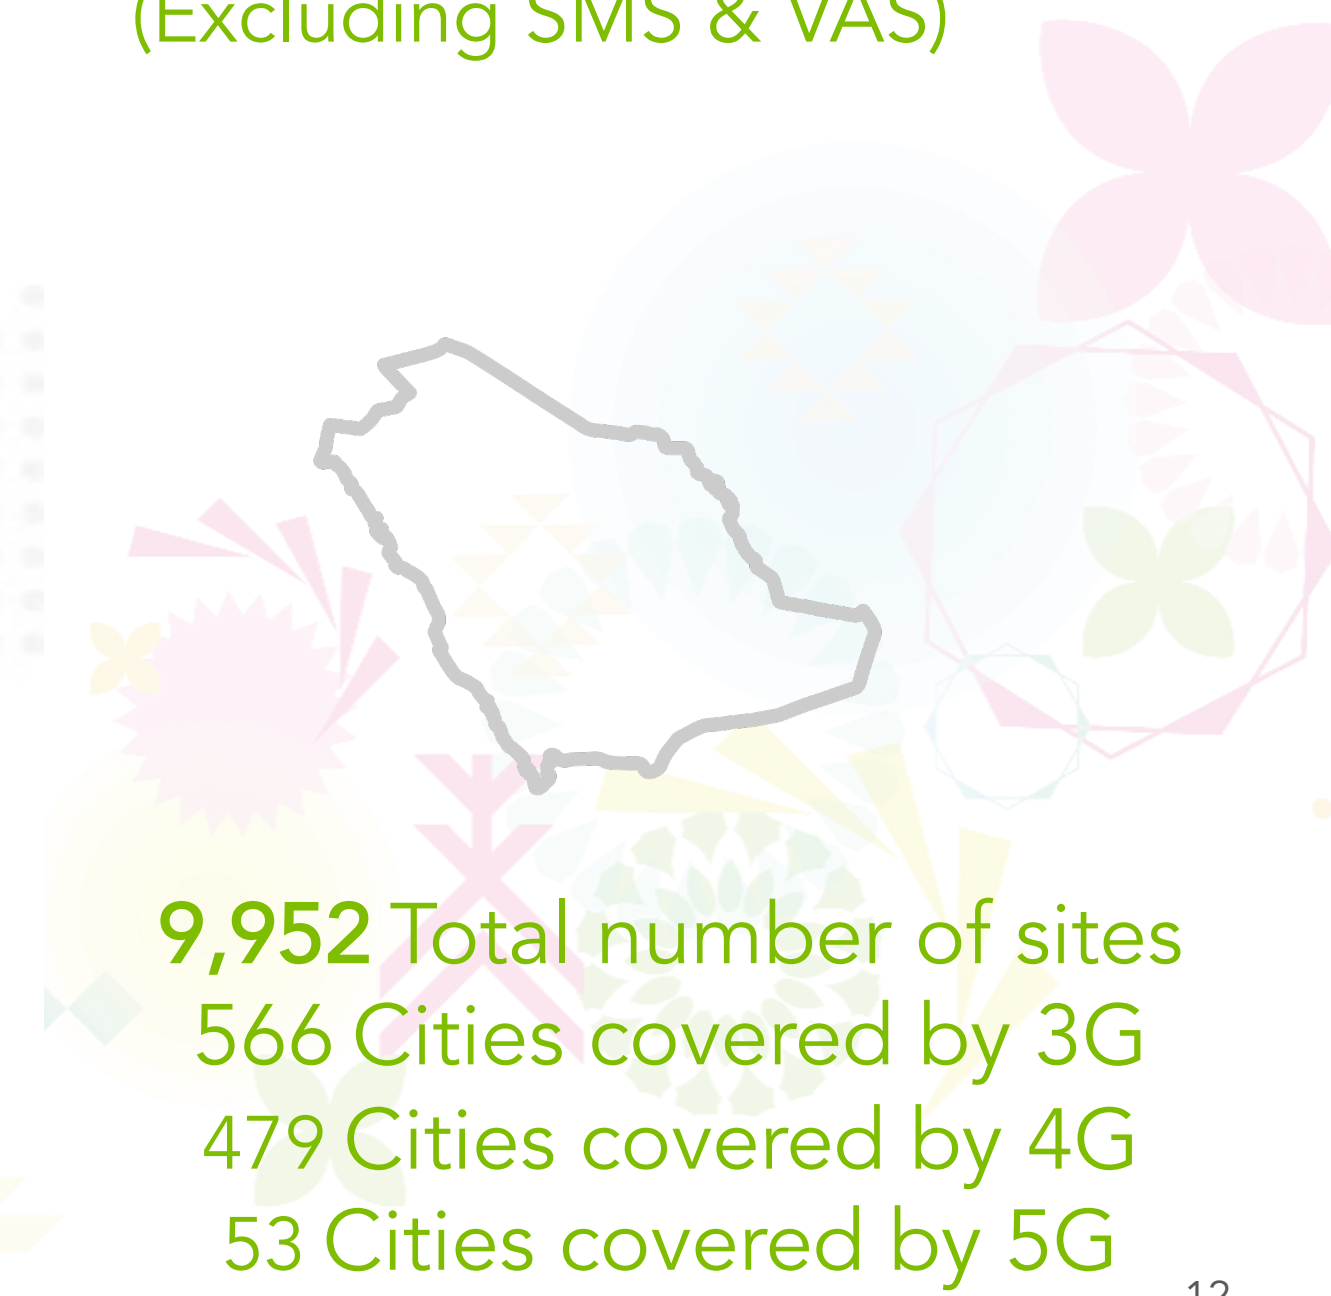 (Excluding SMS & VAS)
9,952 Total number of sites
566 Cities covered by 3G
479 Cities covered by 4G
53 Cities covered by 5G
12